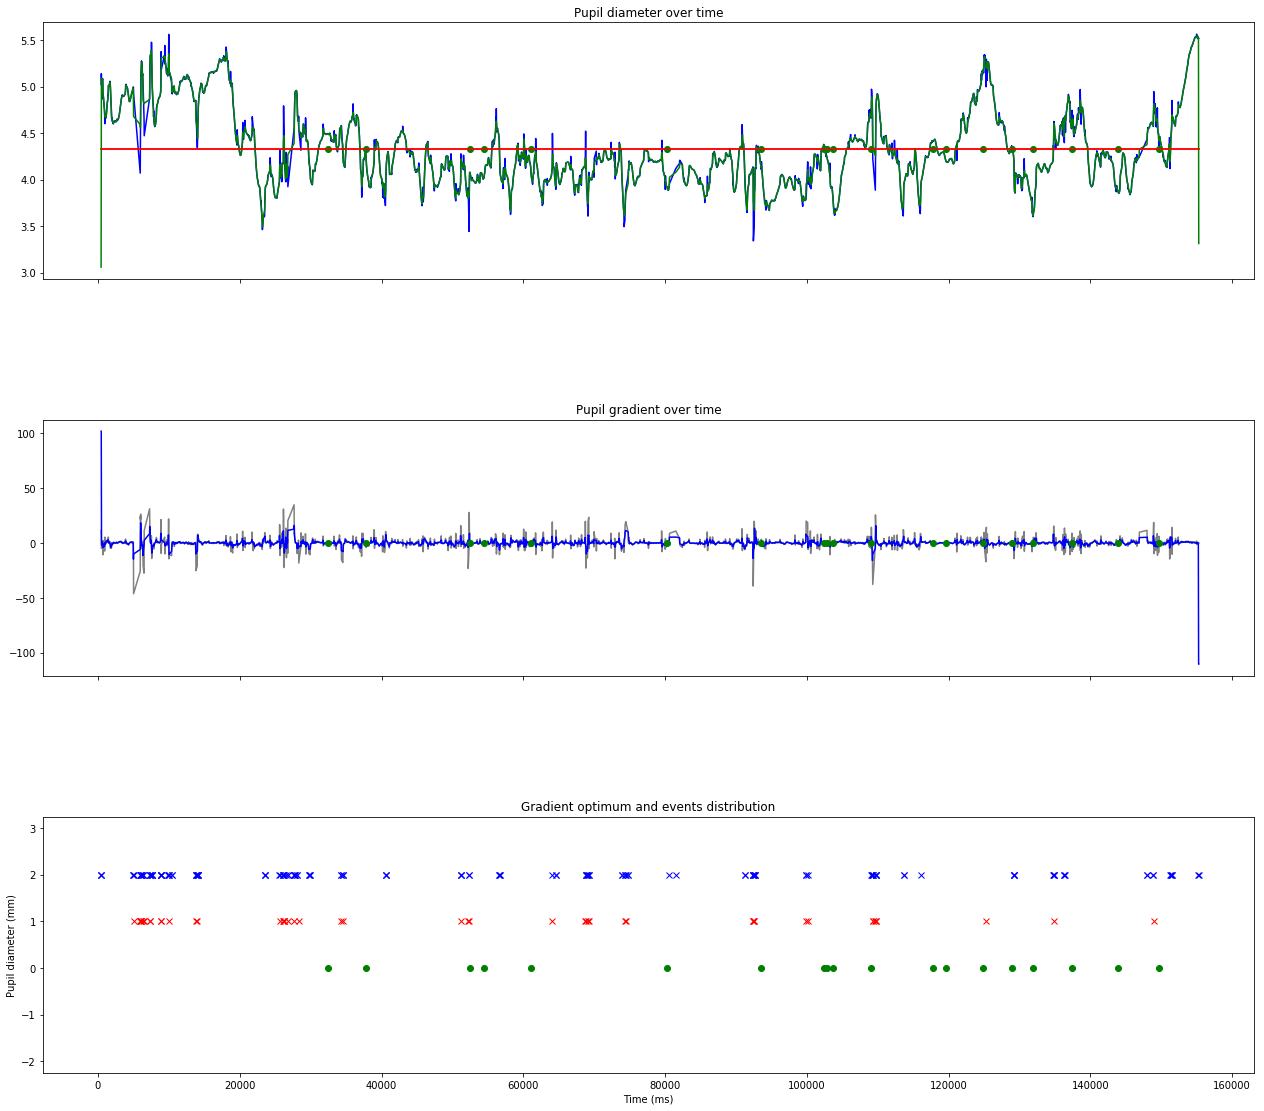 Pupil diameter over time
5.5
5.0
4.5
4.0
3.5
3.0
Pupil gradient over time
100
50
0
−50
−100
Gradient optimum and events distribution
3
2
1
0
−1
−2
Pupil diameter (mm)
0 20000 40000 60000 80000 100000 120000 140000 160000
Time (ms)